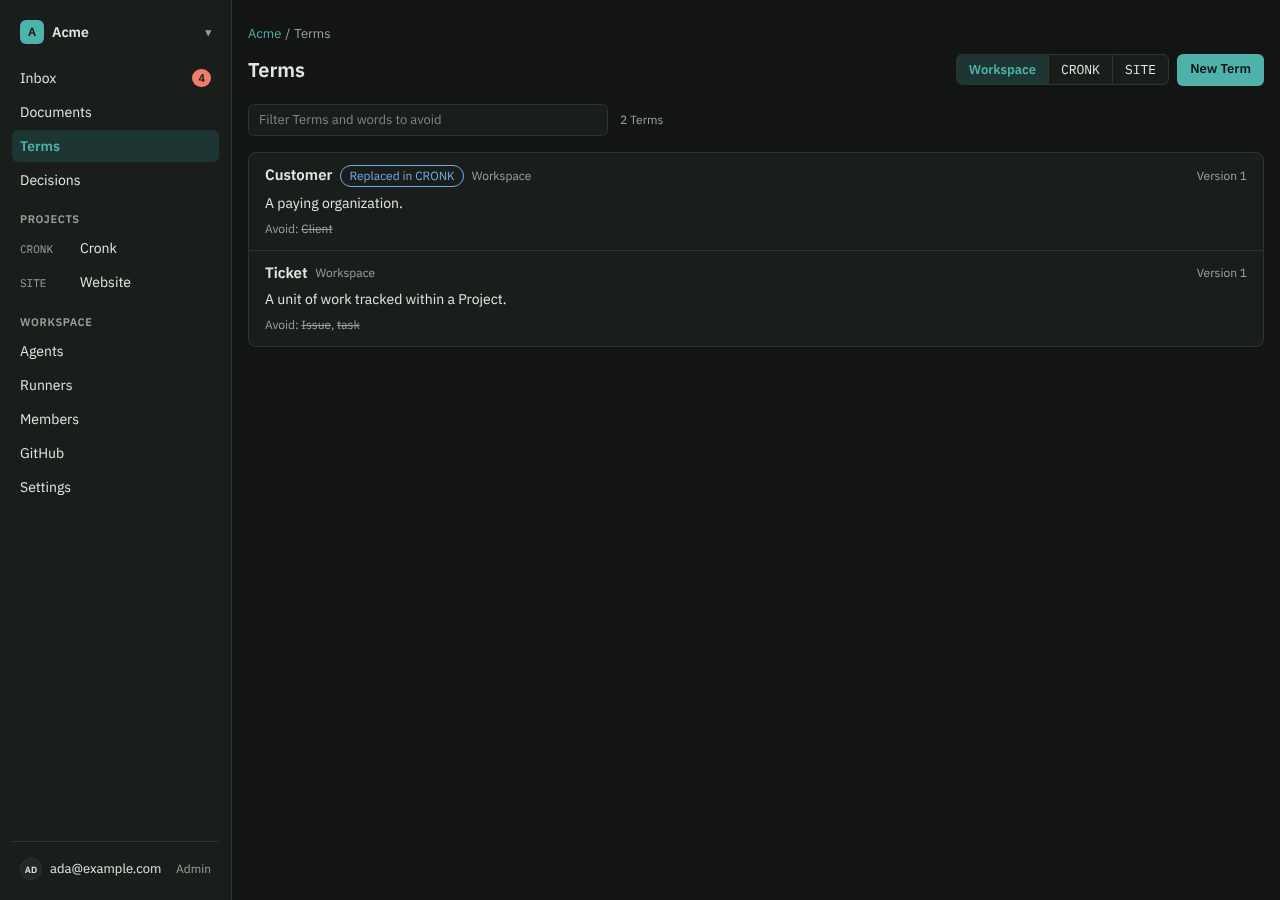 A Acme ▾
Inbox 4
Documents
Terms
Decisions
PROJECTS
CRONK Cronk
SITE Website
WORKSPACE
Agents
Runners
Members
GitHub
Settings
AD ada@example.com Admin
Acme / Terms
Terms
Workspace CRONK SITE New Term
Filter Terms and words to avoid 2 Terms
Customer Replaced in CRONK Workspace Version 1
A paying organization.
Avoid: Client
Ticket Workspace Version 1
A unit of work tracked within a Project.
Avoid: Issue, task